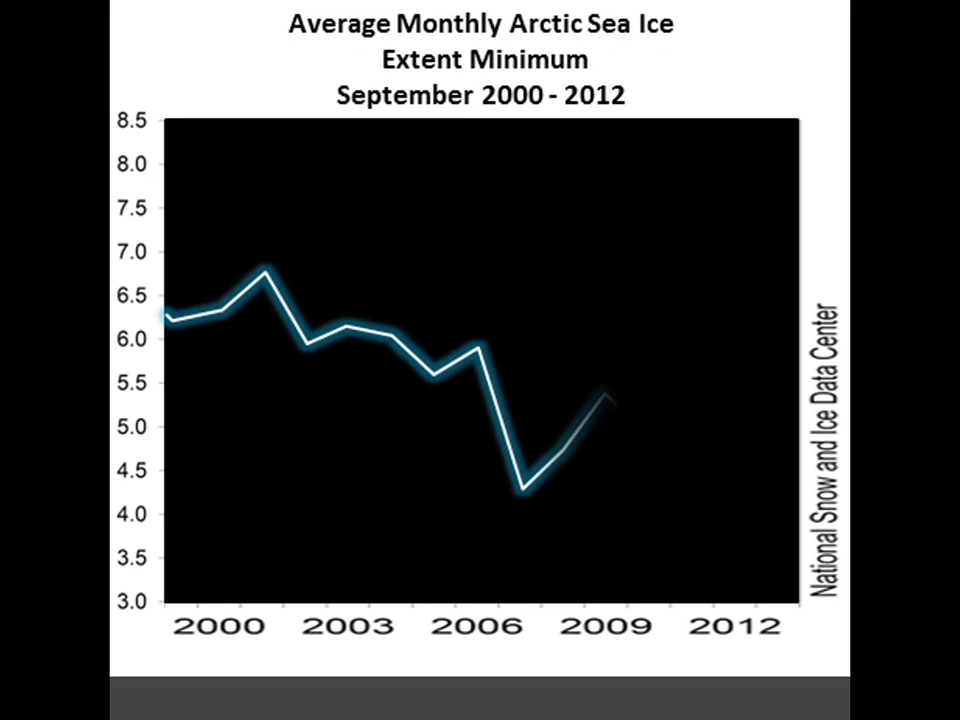 Average Monthly Arctic Sea Ice
Extent Minimum
September 2000 - 2012
8.5
8.0
7.5
7.0
6.5
6.0
5.5
5.0
4.5
4.0
3.5
3.0
2000 2003 2006 2009 2012
National Snow and Ice Data Center